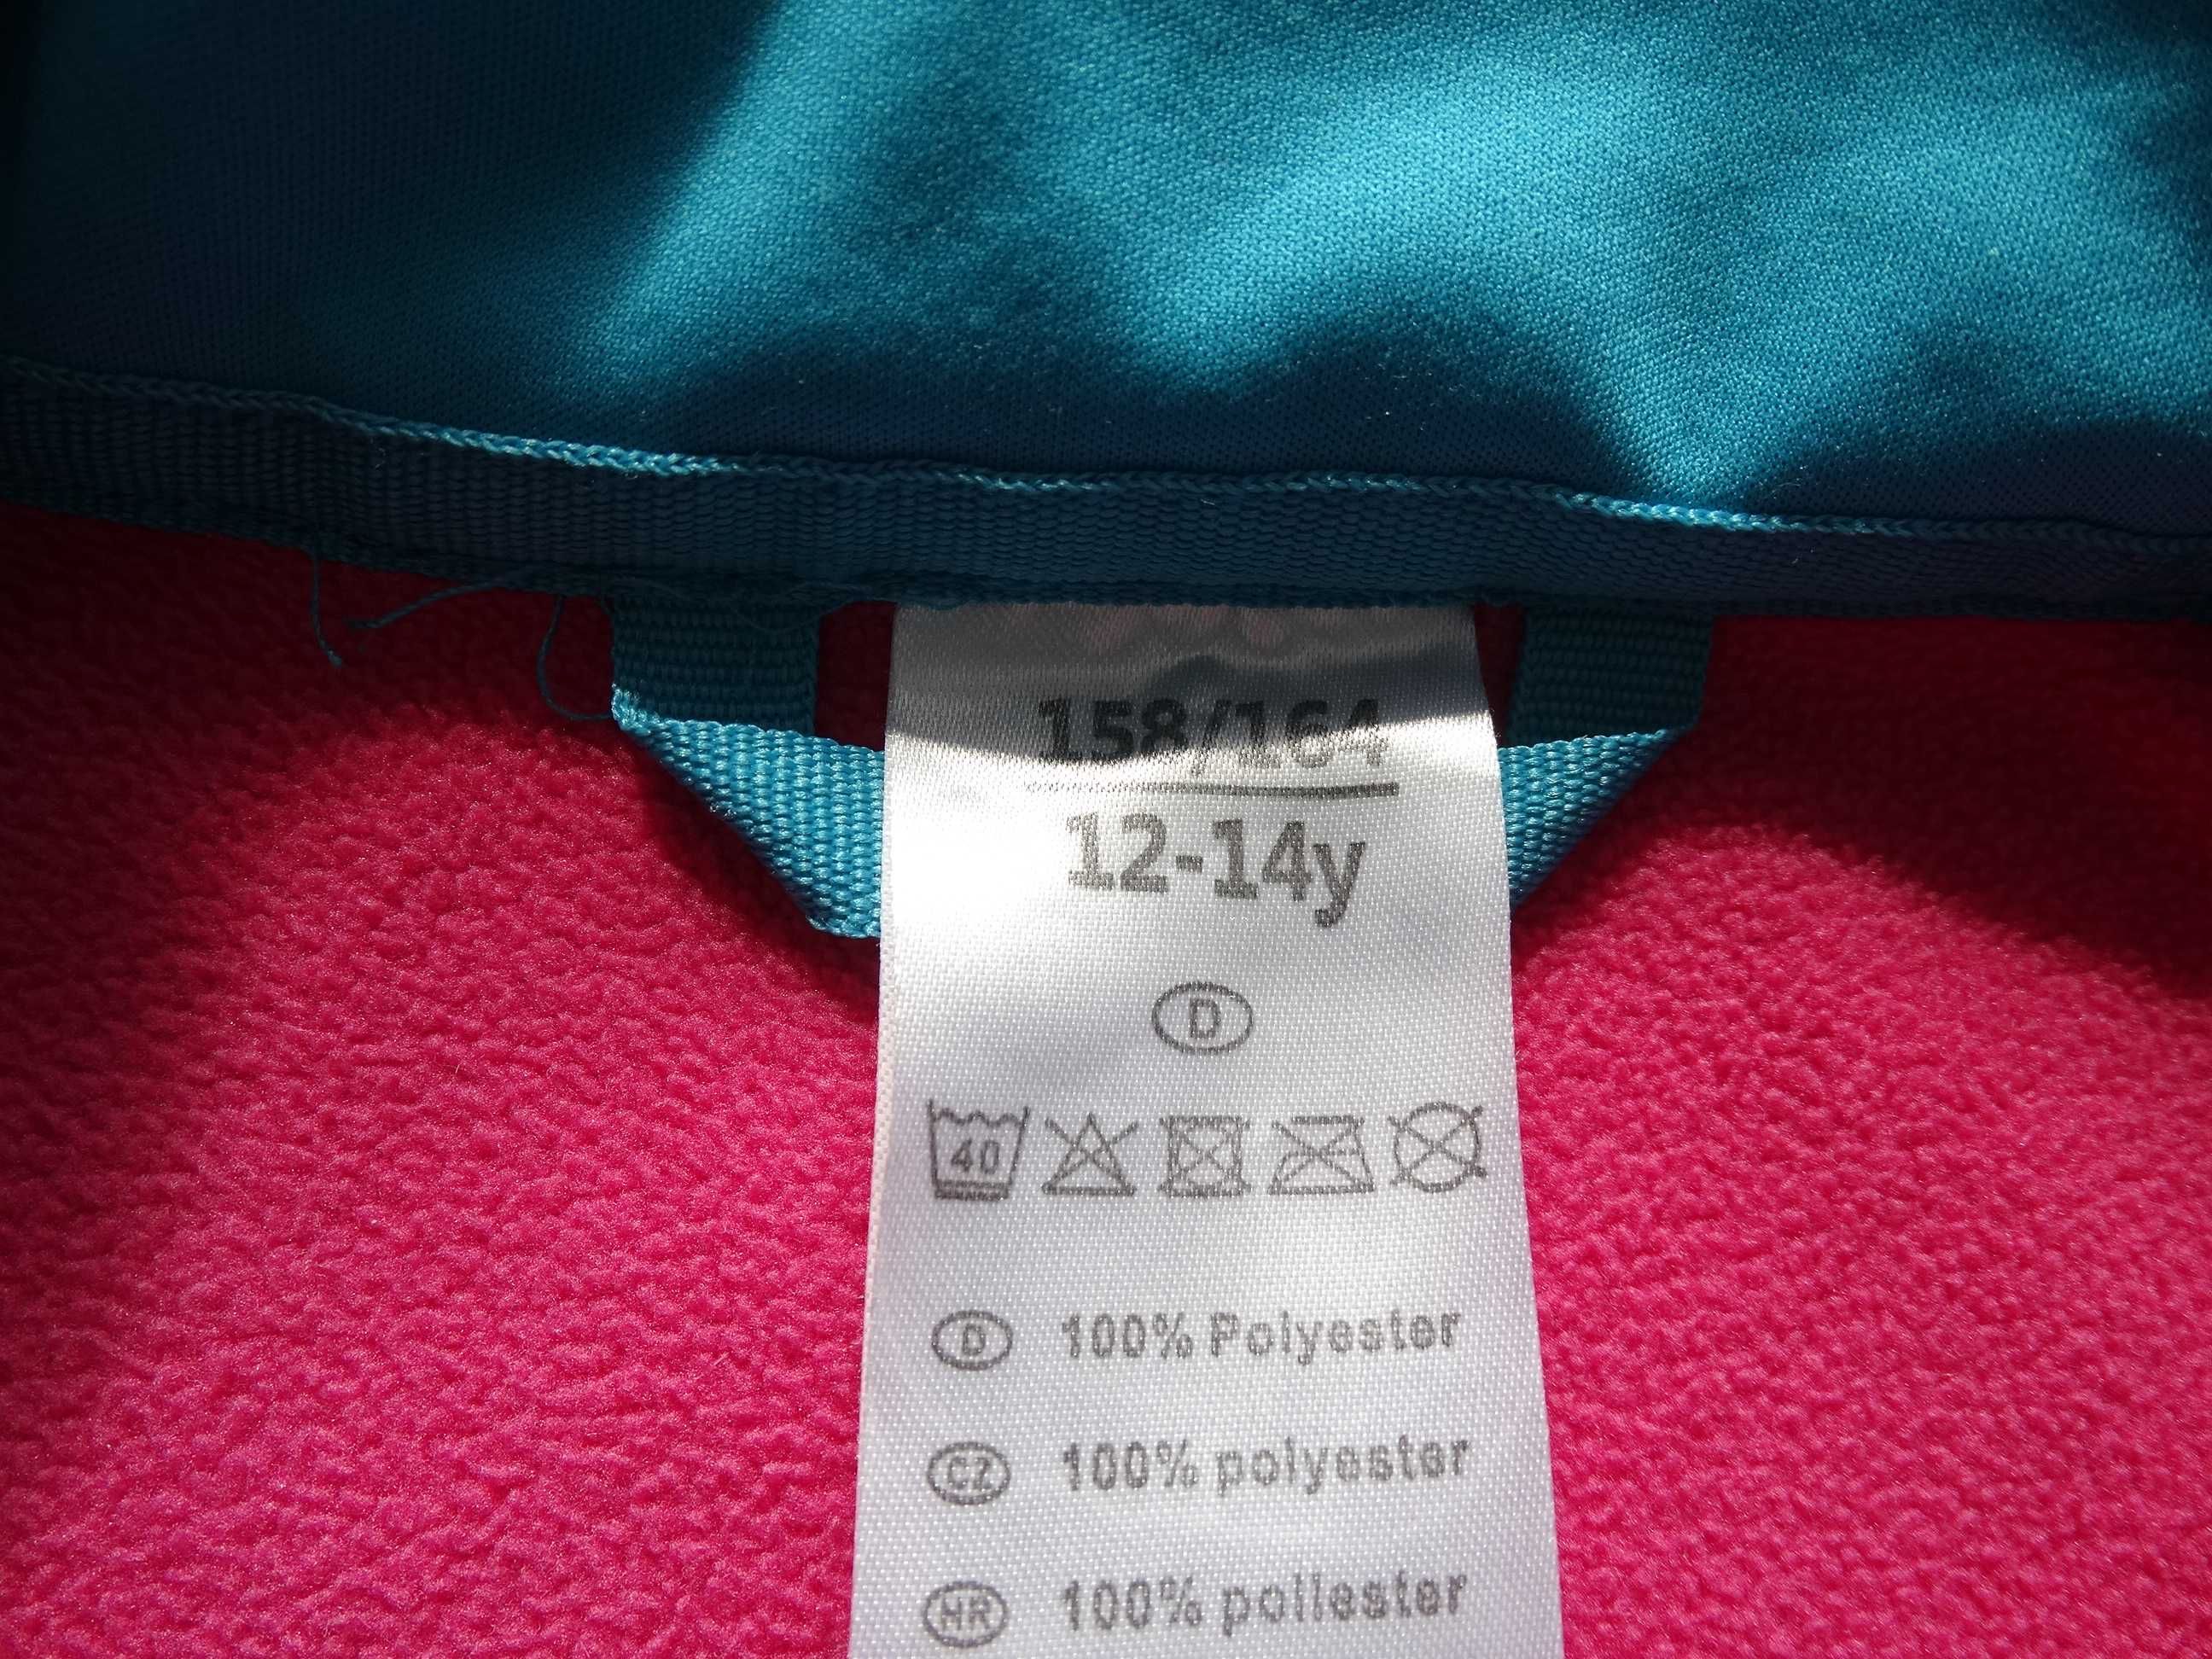 158/164
12-14y
D
40
D 100% Polyester
CZ 100% polyester
HR 100% poliester